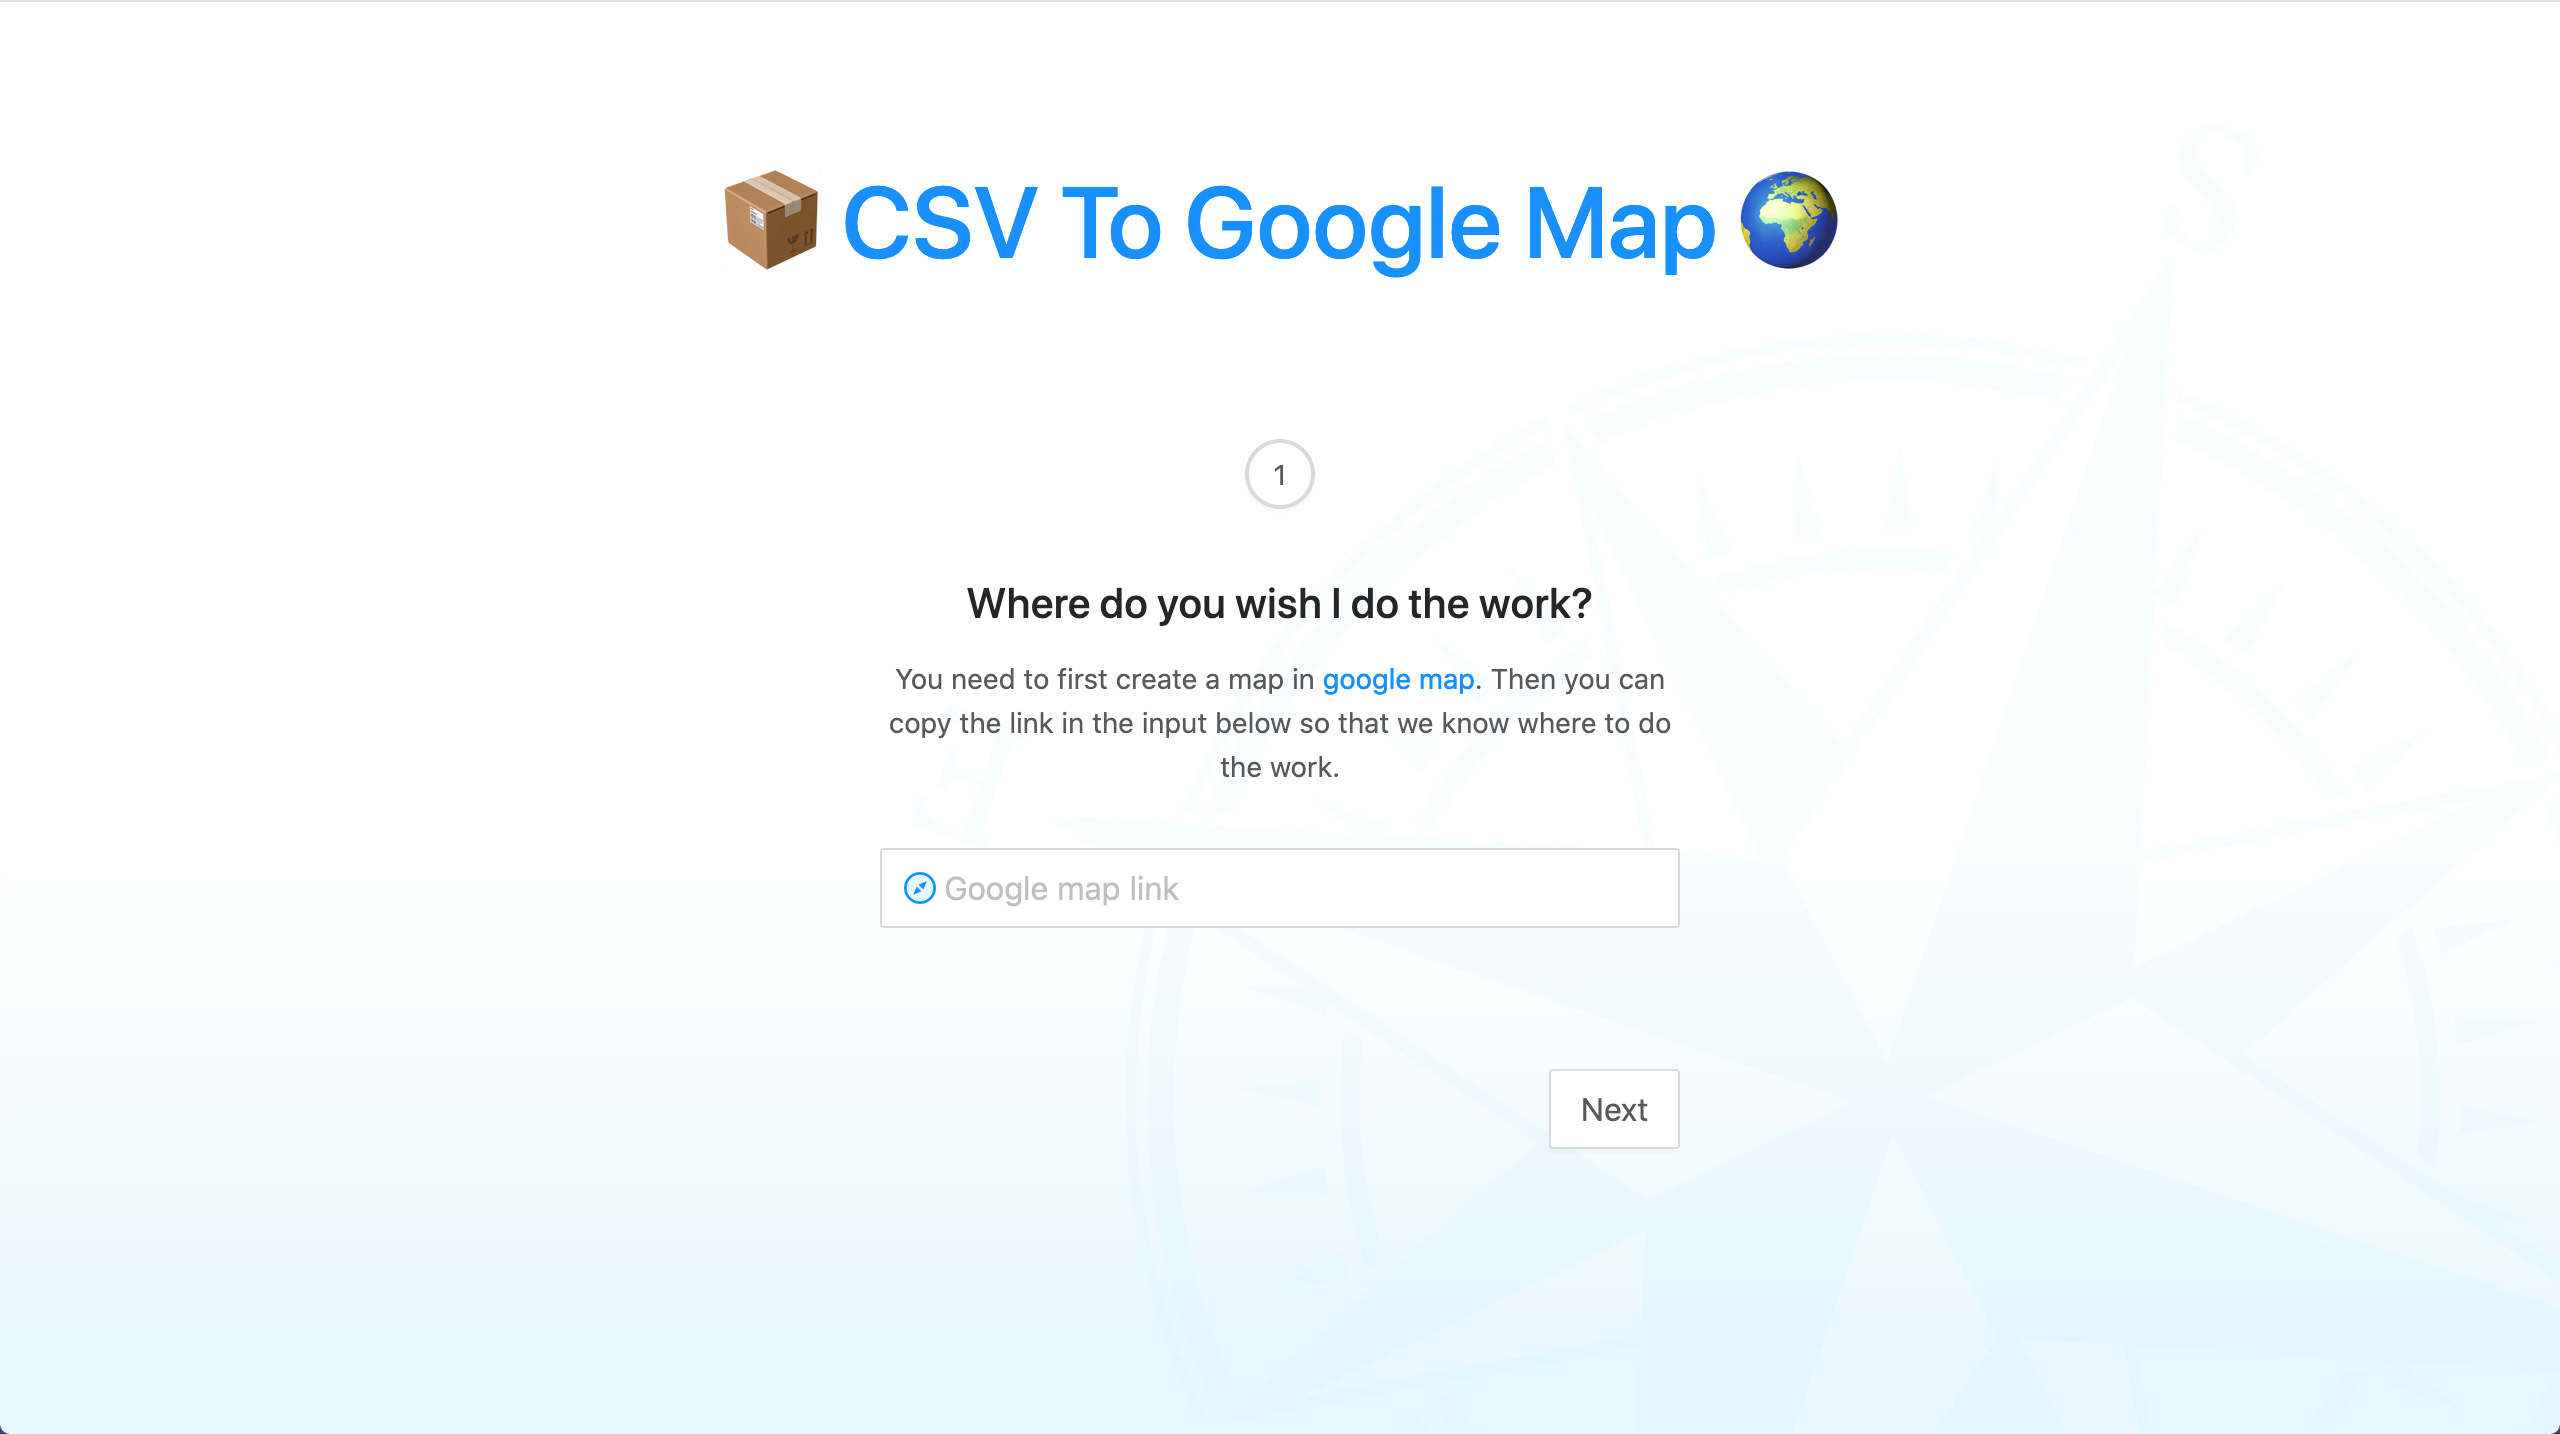 CSV To Google Map
S
1
Where do you wish I do the work?
You need to first create a map in google map. Then you can
copy the link in the input below so that we know where to do
the work.
E
Google map link
Next